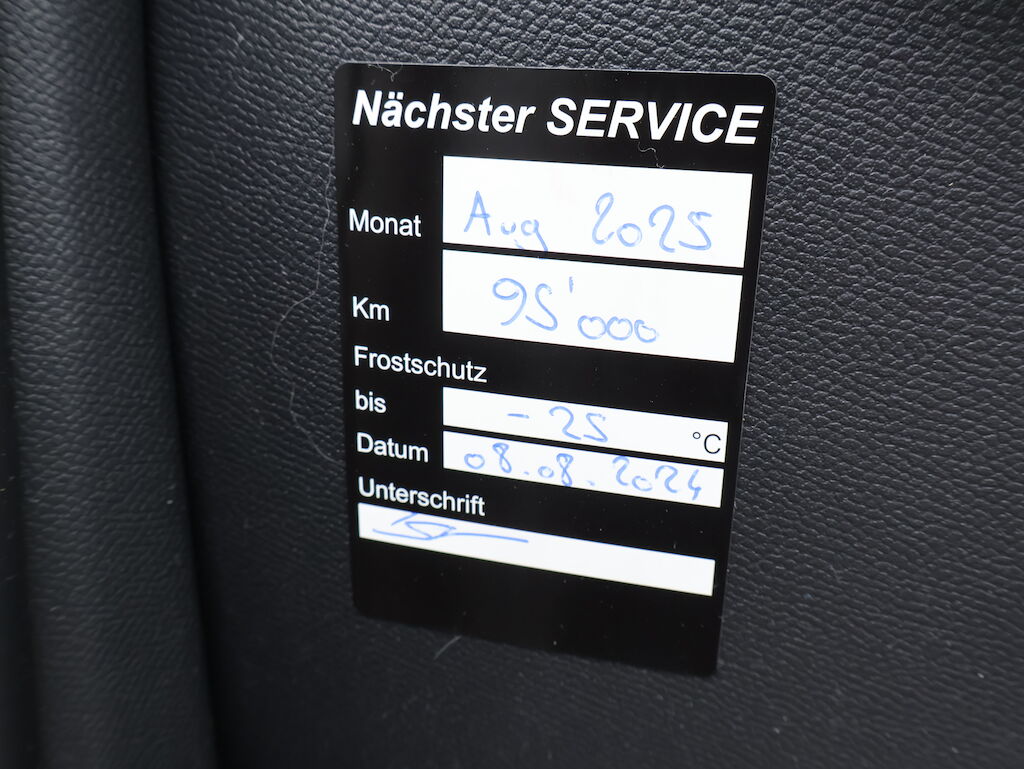 Nächster SERVICE
Monat Aug 2025
Km 95'000
Frostschutz
bis - 25 °C
Datum 08.08.2024
Unterschrift